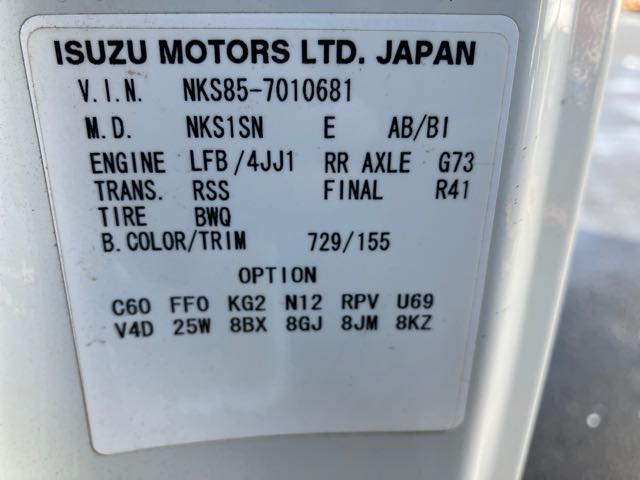 ISUZU MOTORS LTD. JAPAN
V.I.N. NKS85-7010681
M.D. NKS1SN E AB/BI
ENGINE LFB/4JJ1 RR AXLE G73
TRANS. RSS FINAL R41
TIRE BWQ
B.COLOR/TRIM 729/155
OPTION
C60 FF0 KG2 N12 RPV U69
V4D 25W 8BX 8GJ 8JM 8KZ